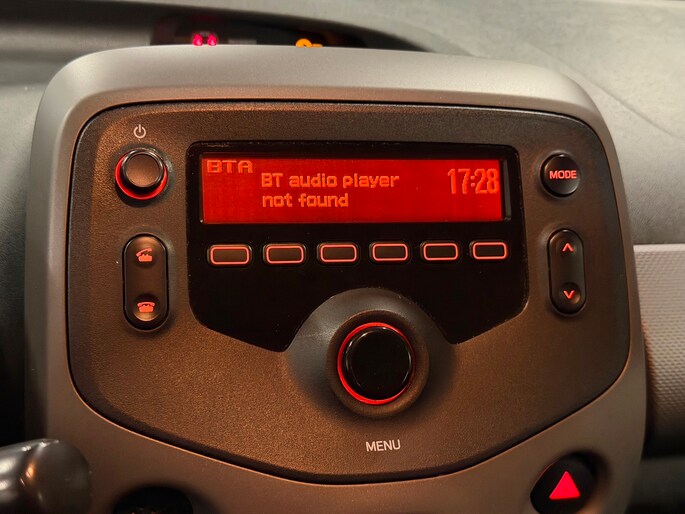 BTA
BT audio player
not found
17:28
MODE
MENU